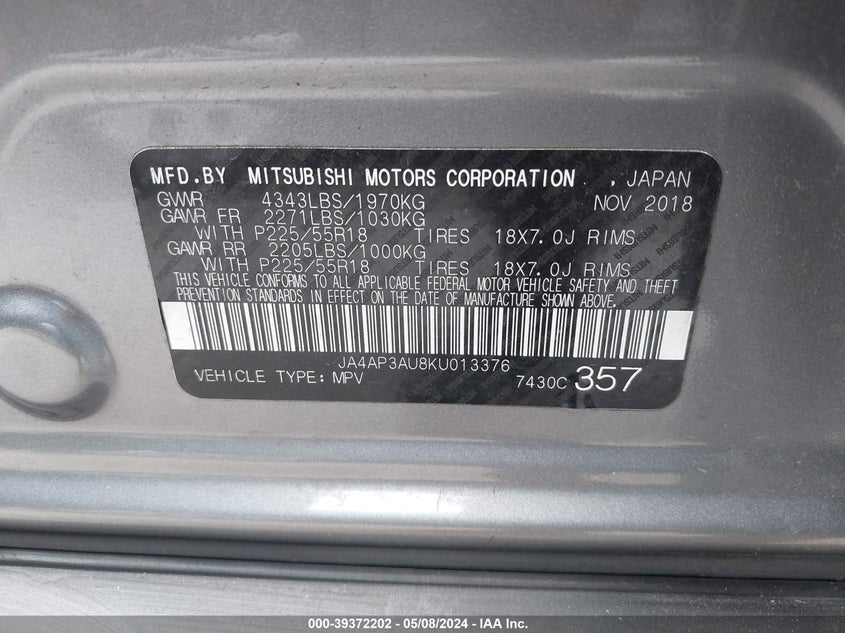 MFD.BY MITSUBISHI MOTORS CORPORATION , JAPAN
GVWR 4343LBS/1970KG NOV 2018
GAWR FR 2271LBS/1030KG
WITH P225/55R18 TIRES 18X7.0J RIMS
GAWR RR 2205LBS/1000KG
WITH P225/55R18 TIRES 18X7.0J RIMS
THIS VEHICLE CONFORMS TO ALL APPLICABLE FEDERAL MOTOR VEHICLE SAFETY AND THEFT
PREVENTION STANDARDS IN EFFECT ON THE DATE OF MANUFACTURE SHOWN ABOVE.
JA4AP3AU8KU013376
VEHICLE TYPE: MPV 7430C 357
000-39372202 - 05/08/2024 - IAA Inc.